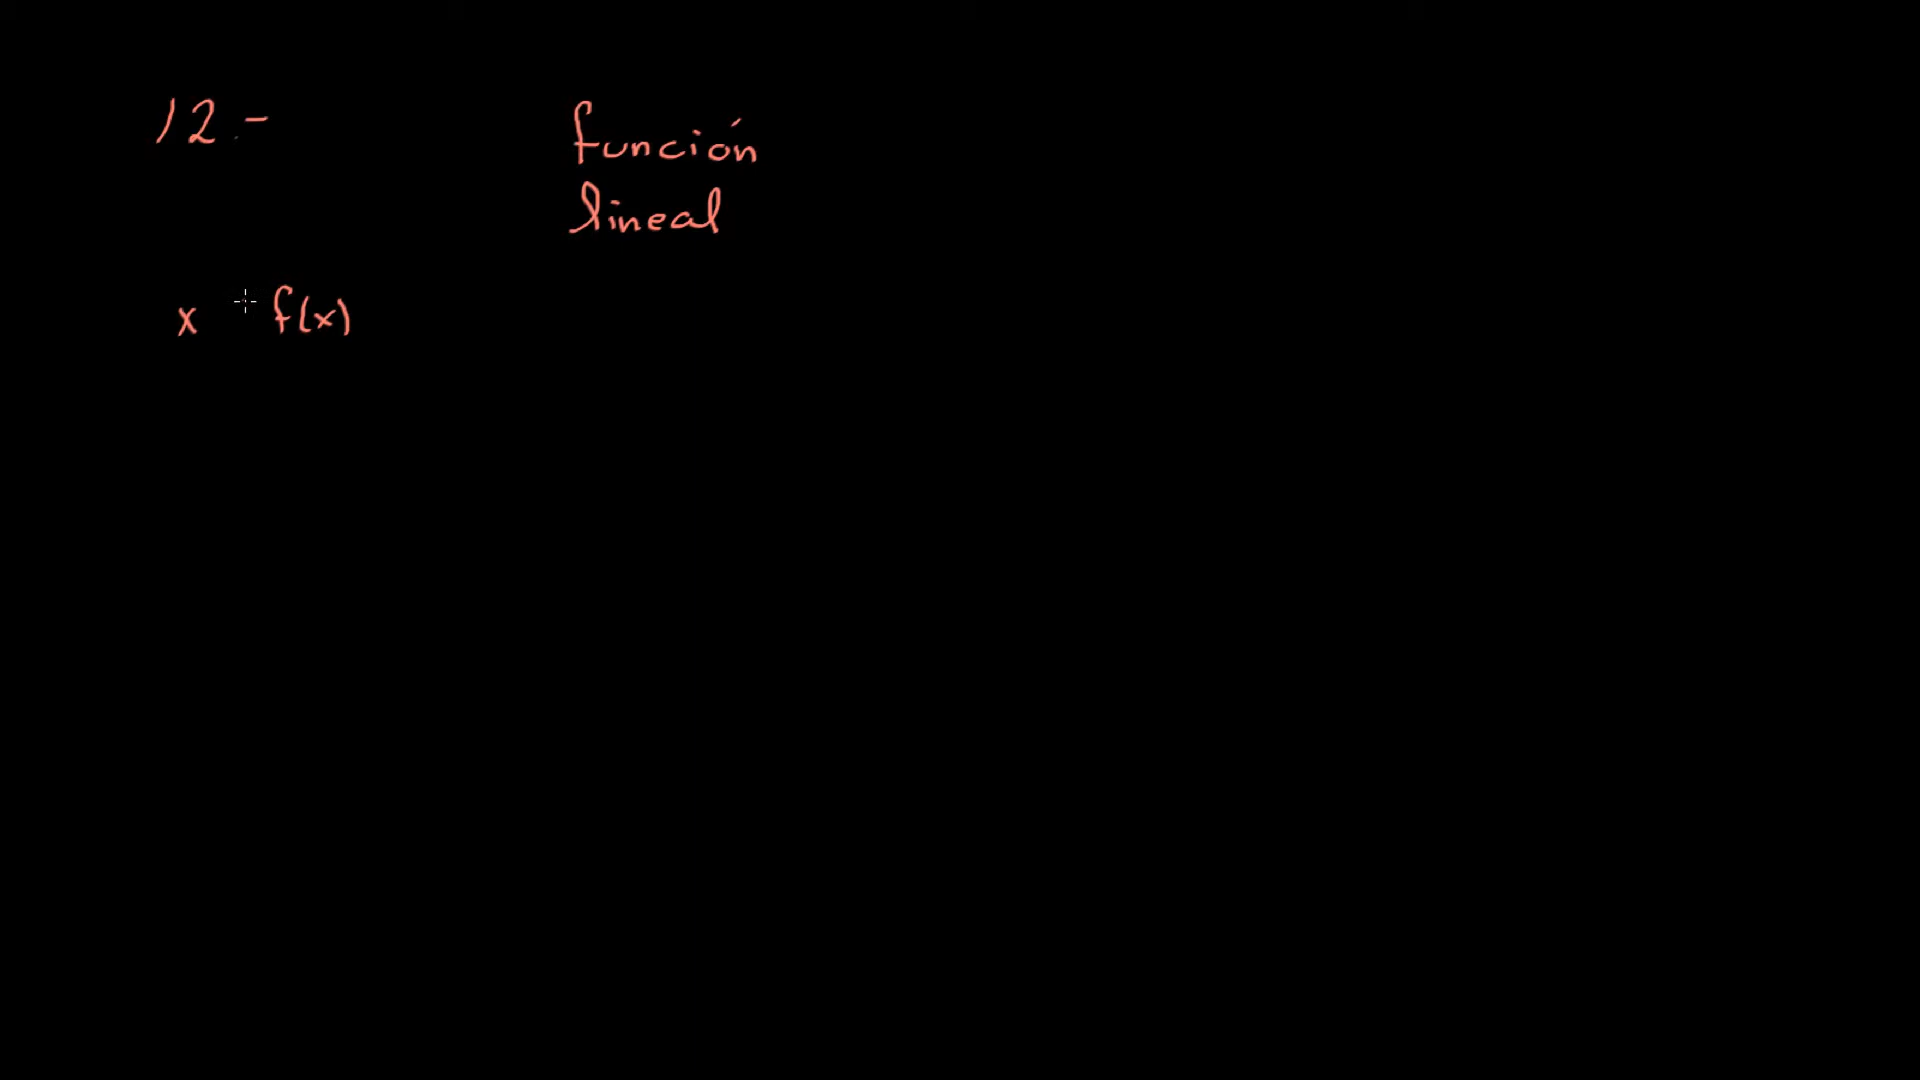 12.-
función
lineal
x f(x)